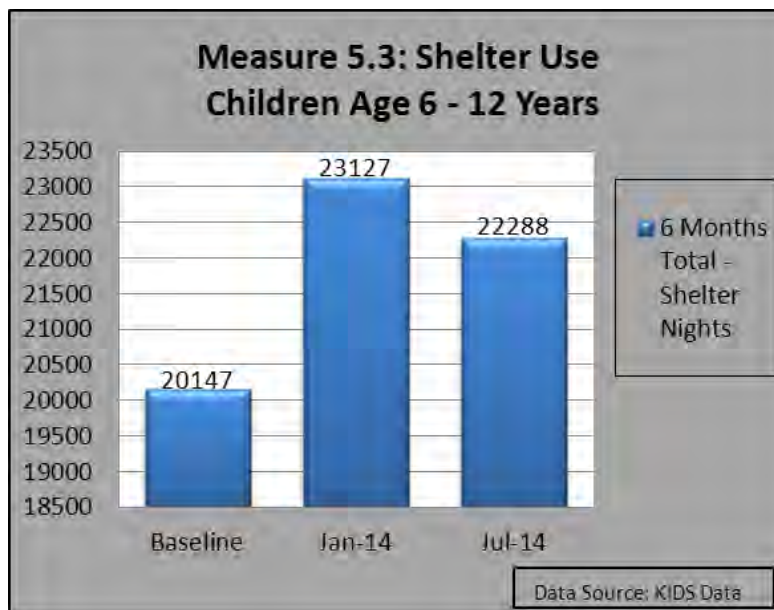 Measure 5.3: Shelter Use
Children Age 6 - 12 Years
23500
23000
22500
22000
21500
21000
20500
20000
19500
19000
18500
20147
23127
22288
Baseline
Jan-14
Jul-14
6 Months
Total -
Shelter
Nights
Data Source: KIDS Data